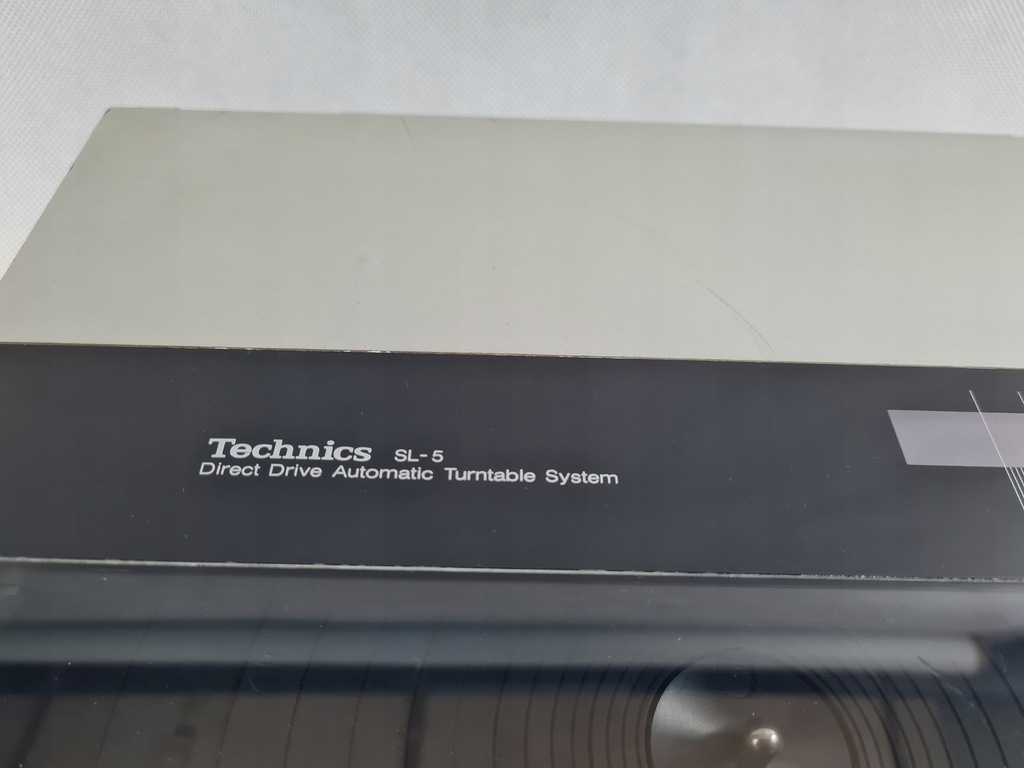 Technics SL-5
Direct Drive Automatic Turntable System